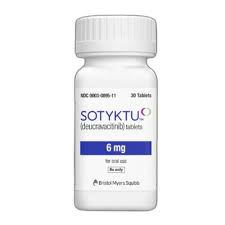 30 Tablets
SOTYKTU
(deucravacitinib) tablets
6 mg
for oral use
Rx only
Bristol Myers Squibb